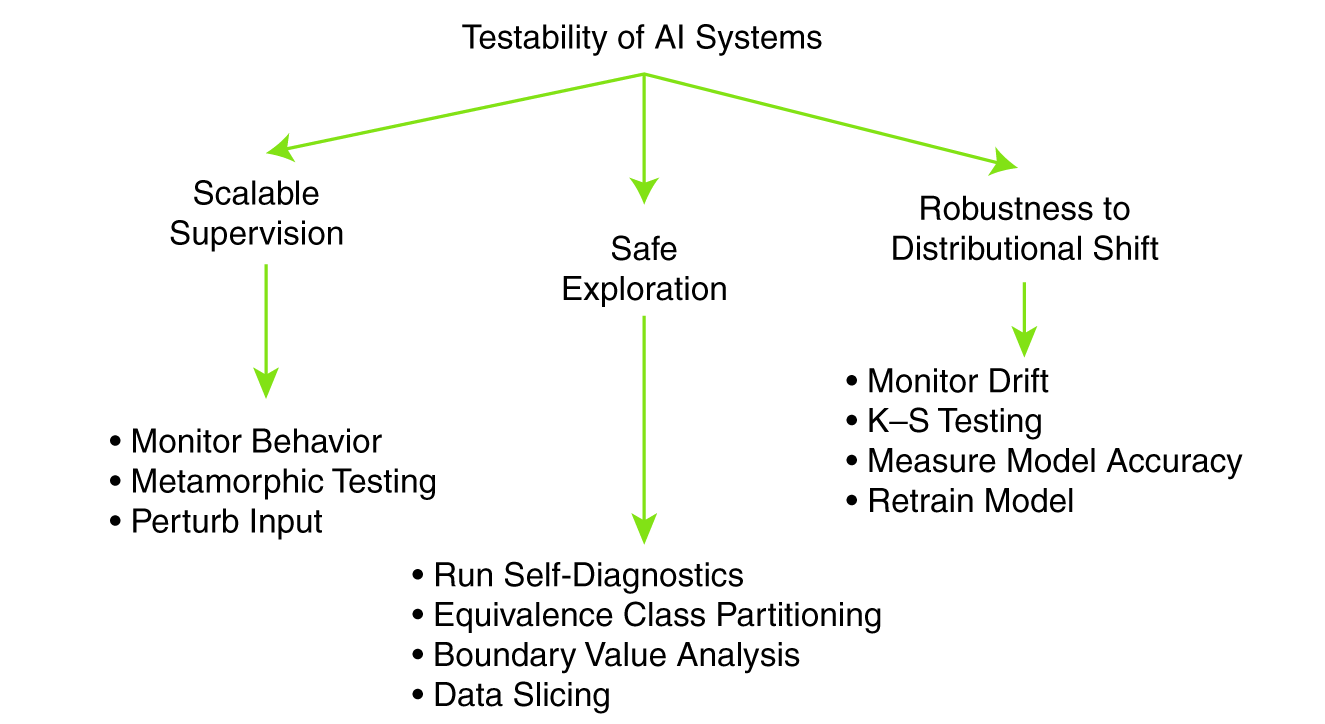 Testability of AI Systems
Scalable
Supervision
• Monitor Behavior
• Metamorphic Testing
• Perturb Input
Safe
Exploration
• Run Self-Diagnostics
• Equivalence Class Partitioning
• Boundary Value Analysis
• Data Slicing
Robustness to
Distributional Shift
• Monitor Drift
• K–S Testing
• Measure Model Accuracy
• Retrain Model